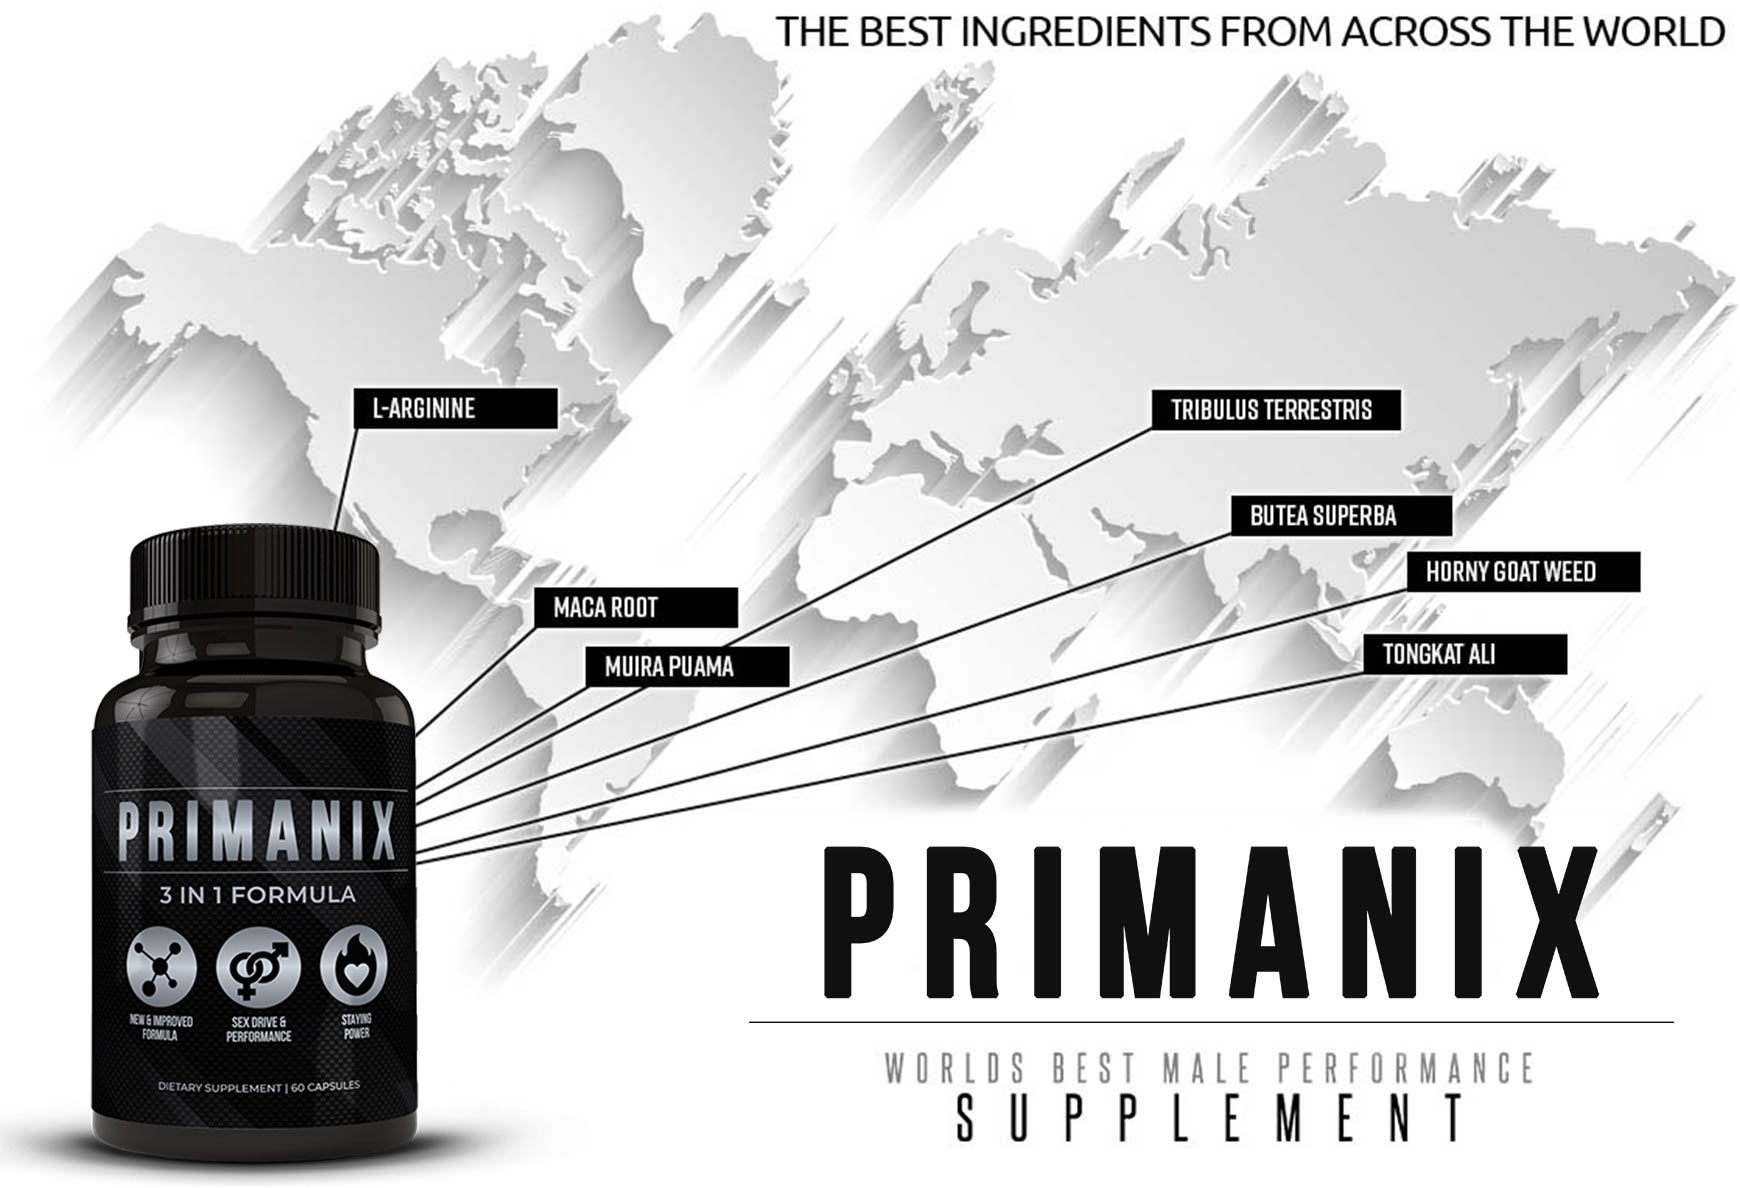 THE BEST INGREDIENTS FROM ACROSS THE WORLD
L-ARGININE
TRIBULUS TERRESTRIS
BUTEA SUPERBA
HORNY GOAT WEED
MACA ROOT
MUIRA PUAMA
TONGKAT ALI
PRIMANIX
3 IN 1 FORMULA
NEW & IMPROVED
FORMULA
SEX DRIVE &
PERFORMANCE
STAYING
POWER
DIETARY SUPPLEMENT | 60 CAPSULES
PRIMANIX
WORLDS BEST MALE PERFORMANCE
SUPPLEMENT